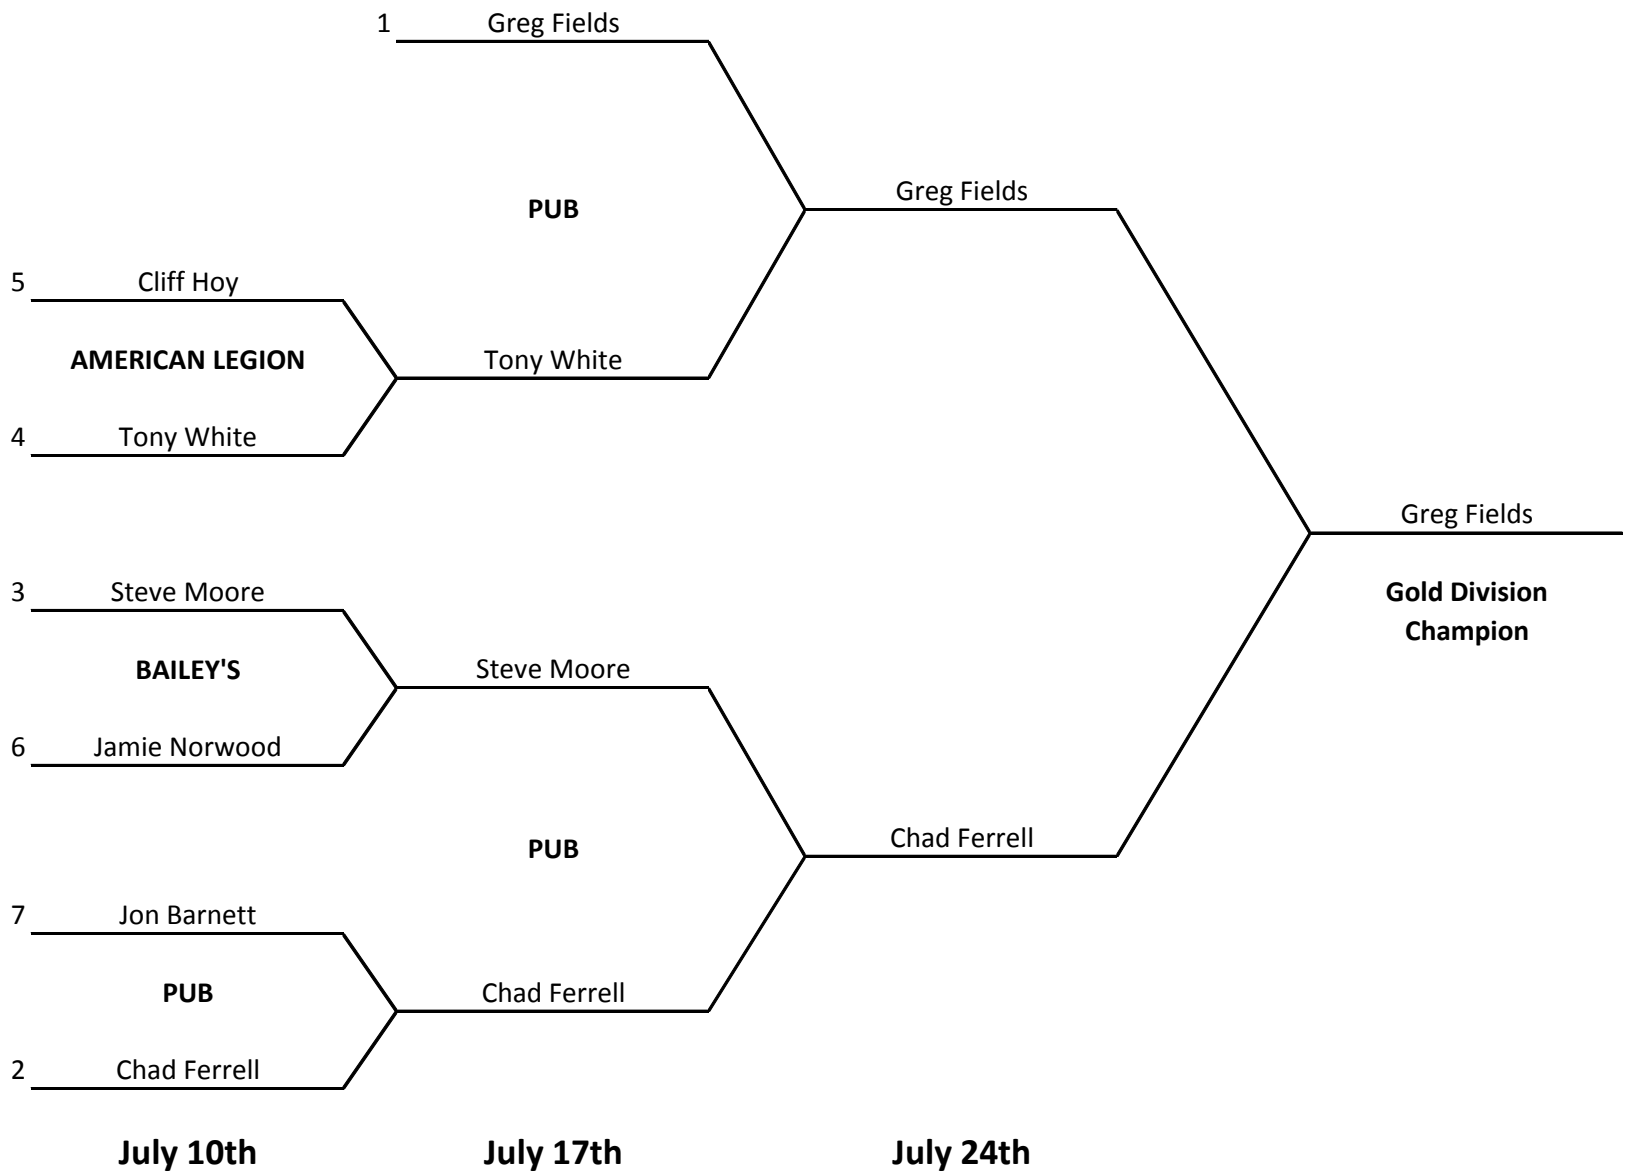 1 Greg Fields
Greg Fields
PUB
5 Cliff Hoy
AMERICAN LEGION
Tony White
4 Tony White
Greg Fields
3 Steve Moore
Gold Division
Champion
BAILEY'S
Steve Moore
6 Jamie Norwood
Chad Ferrell
PUB
7 Jon Barnett
PUB
Chad Ferrell
2 Chad Ferrell
July 10th
July 17th
July 24th